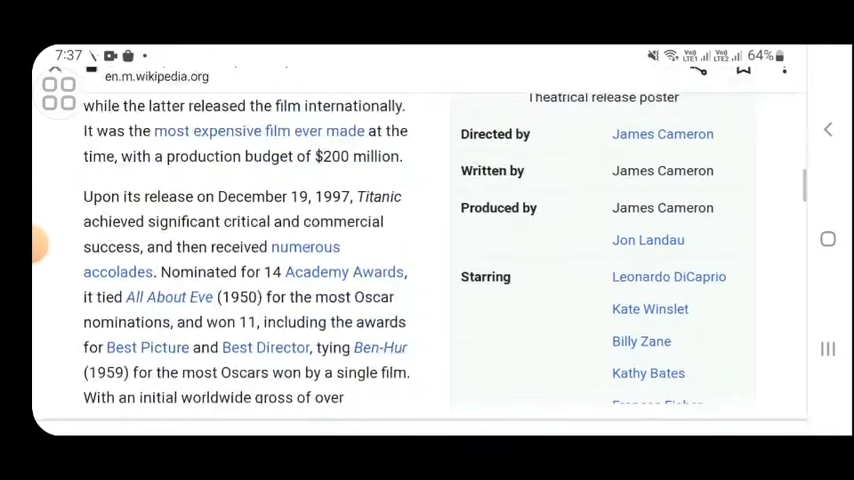 7:37
64%
VoI) LTE1 VoI) LTE2
en.m.wikipedia.org
while the latter released the film internationally.
It was the most expensive film ever made at the
time, with a production budget of $200 million.
Upon its release on December 19, 1997, Titanic
achieved significant critical and commercial
success, and then received numerous
accolades. Nominated for 14 Academy Awards,
it tied All About Eve (1950) for the most Oscar
nominations, and won 11, including the awards
for Best Picture and Best Director, tying Ben-Hur
(1959) for the most Oscars won by a single film.
With an initial worldwide gross of over
Theatrical release poster
Directed by James Cameron
Written by James Cameron
Produced by James Cameron
Jon Landau
Starring Leonardo DiCaprio
Kate Winslet
Billy Zane
Kathy Bates